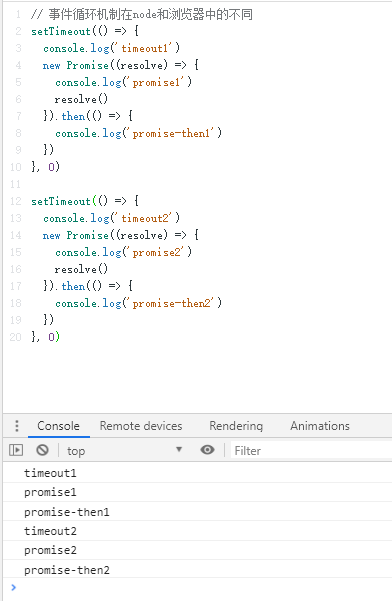 1 // 事件循环机制在node和浏览器中的不同
2 setTimeout(() => {
3   console.log('timeout1')
4   new Promise((resolve) => {
5     console.log('promise1')
6     resolve()
7   }).then(() => {
8     console.log('promise-then1')
9   })
10 }, 0)
11
12 setTimeout(() => {
13   console.log('timeout2')
14   new Promise((resolve) => {
15     console.log('promise2')
16     resolve()
17   }).then(() => {
18     console.log('promise-then2')
19   })
20 }, 0)
Console Remote devices Rendering Animations
top Filter
timeout1
promise1
promise-then1
timeout2
promise2
promise-then2